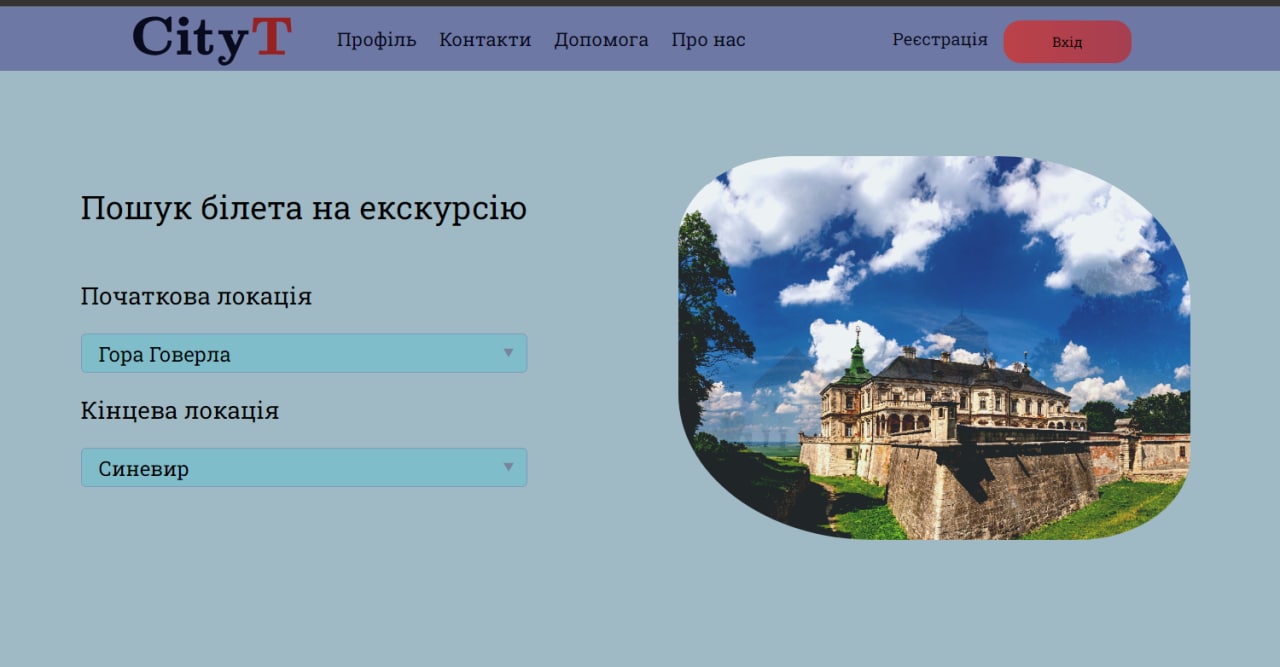 CityT Профіль Контакти Допомога Про нас Реєстрація Вхід
Пошук білета на екскурсію
Початкова локація
Гора Говерла
Кінцева локація
Синевир